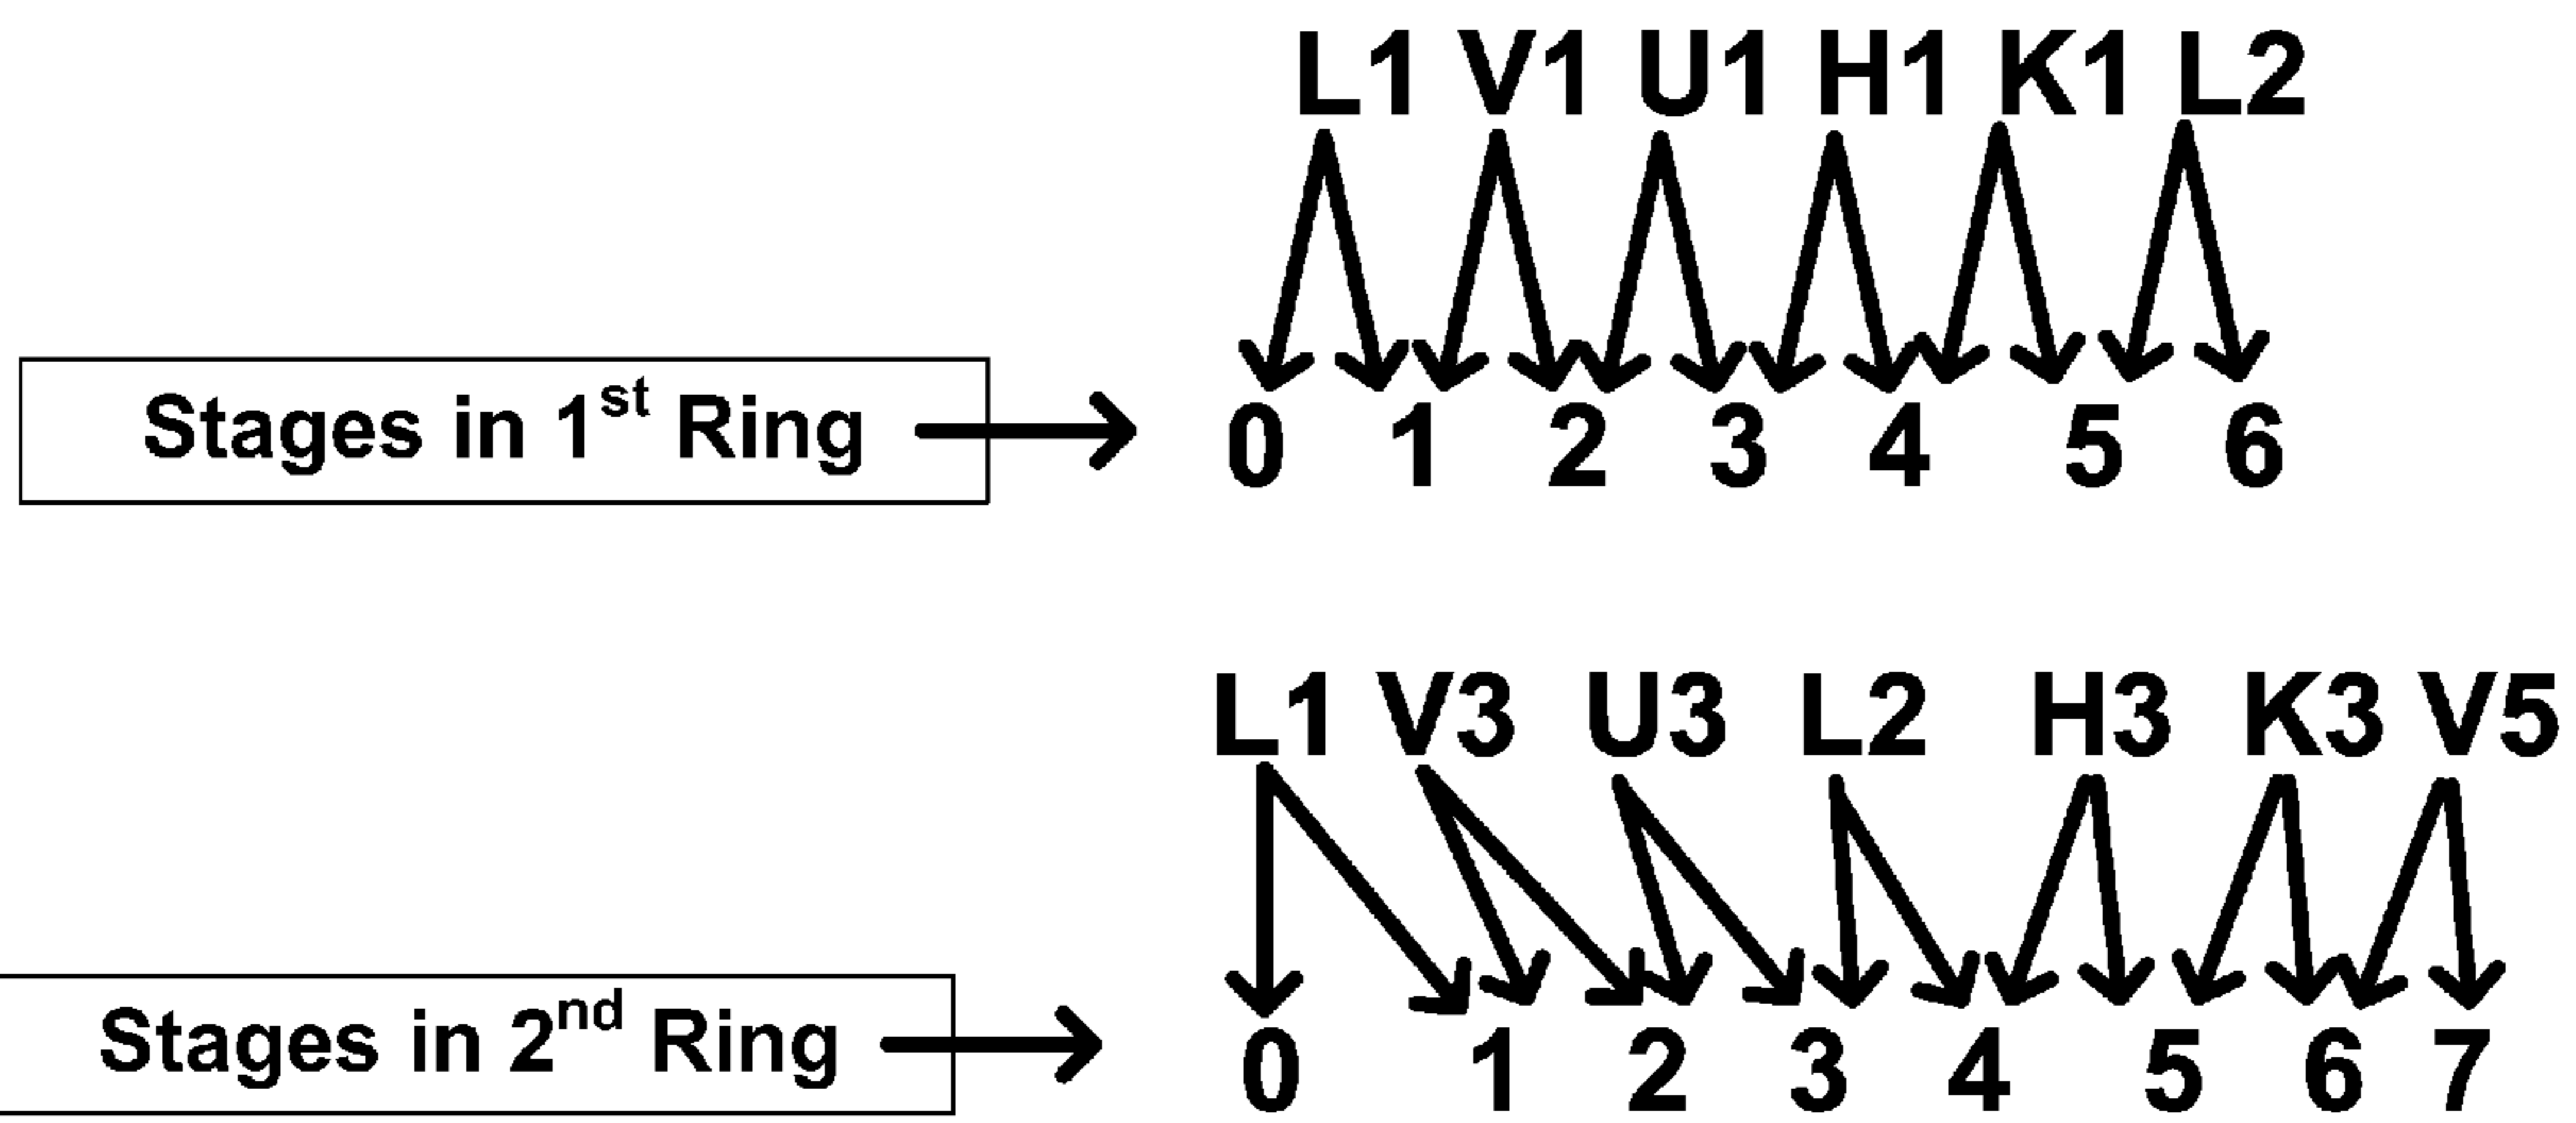 L1 V1 U1 H1 K1 L2
Stages in 1st Ring
0 1 2 3 4 5 6
L1 V3 U3 L2 H3 K3 V5
Stages in 2nd Ring
0 1 2 3 4 5 6 7